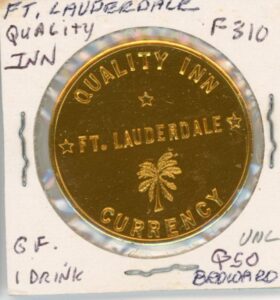 FT. LAUDERDALE
QUALITY
INN
F310
QUALITY INN
FT. LAUDERDALE
CURRENCY
G.F.
1 DRINK
UNC
$50
BROWARD